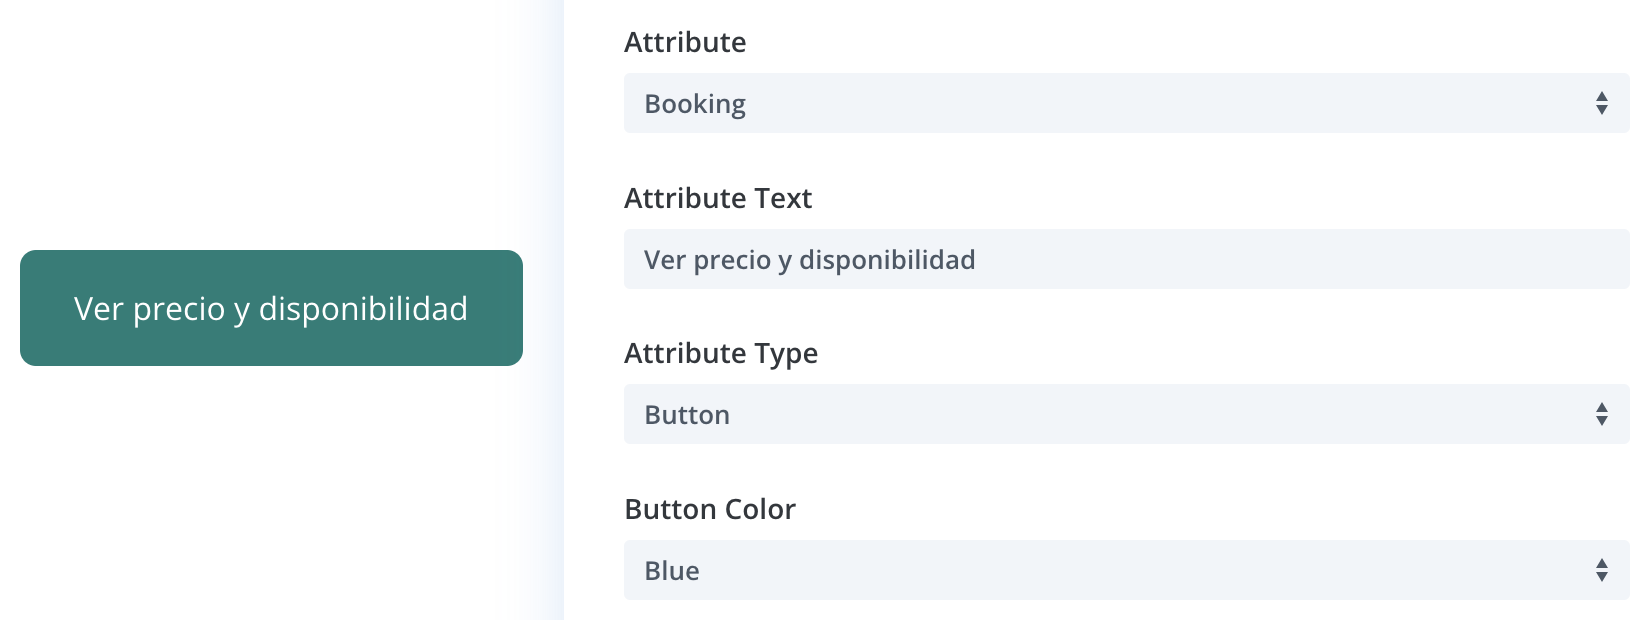 Ver precio y disponibilidad
Attribute
Booking
Attribute Text
Ver precio y disponibilidad
Attribute Type
Button
Button Color
Blue